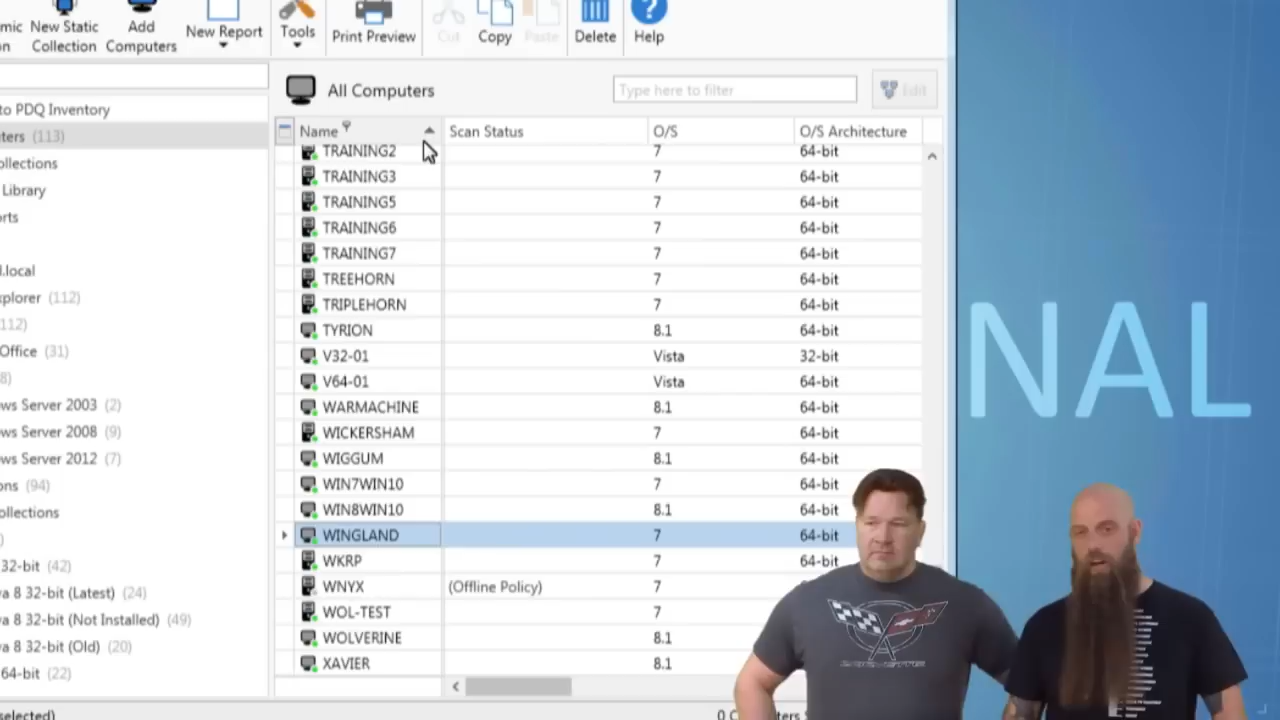 mic New Static Add New Report Tools Print Preview Cut Copy Paste Delete Help
on Collection Computers
All Computers Type here to filter Edit
to PDQ Inventory
ters (113)
ollections
Library
orts
l.local
xplorer (112)
112)
Office (31)
8)
ws Server 2003 (2)
ws Server 2008 (9)
ws Server 2012 (7)
ons (94)
ollections
)
32-bit (42)
va 8 32-bit (Latest) (24)
va 8 32-bit (Not Installed) (49)
va 8 32-bit (Old) (20)
64-bit (22)
selected)
Name Scan Status O/S O/S Architecture
TRAINING2 7 64-bit
TRAINING3 7 64-bit
TRAINING5 7 64-bit
TRAINING6 7 64-bit
TRAINING7 7 64-bit
TREEHORN 7 64-bit
TRIPLEHORN 7 64-bit
TYRION 8.1 64-bit
V32-01 Vista 32-bit
V64-01 Vista 64-bit
WARMACHINE 8.1 64-bit
WICKERSHAM 7 64-bit
WIGGUM 8.1 64-bit
WIN7WIN10 7 64-bit
WIN8WIN10 8.1 64-bit
WINGLAND 7 64-bit
WKRP 7 64-bit
WNYX (Offline Policy) 7
WOL-TEST 7
WOLVERINE 8.1
XAVIER 8.1
NAL
CORVETTE